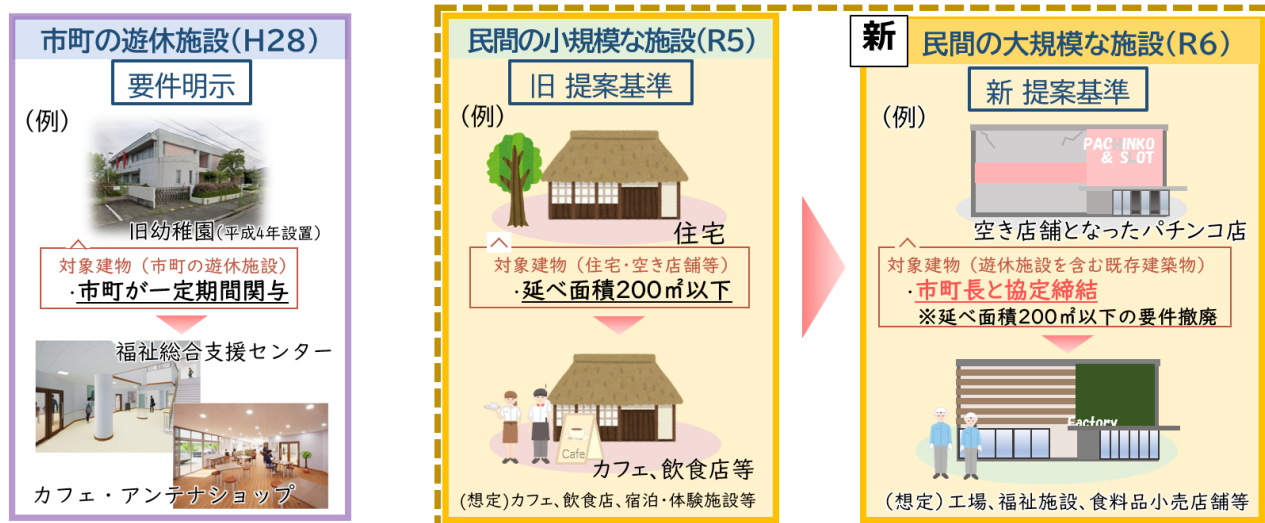 市町の遊休施設(H28)
要件明示
(例)
旧幼稚園(平成4年設置)
対象建物(市町の遊休施設)
・市町が一定期間関与
福祉総合支援センター
カフェ・アンテナショップ
民間の小規模な施設(R5)
旧 提案基準
(例)
住宅
対象建物(住宅・空き店舗等)
・延べ面積200㎡以下
Cafe
カフェ、飲食店等
(想定)カフェ、飲食店、宿泊・体験施設等
新
民間の大規模な施設(R6)
新 提案基準
(例)
PACHINKO
& SLOT
空き店舗となったパチンコ店
対象建物(遊休施設を含む既存建築物)
・市町長と協定締結
※延べ面積200㎡以下の要件撤廃
Factory
(想定)工場、福祉施設、食料品小売店舗等